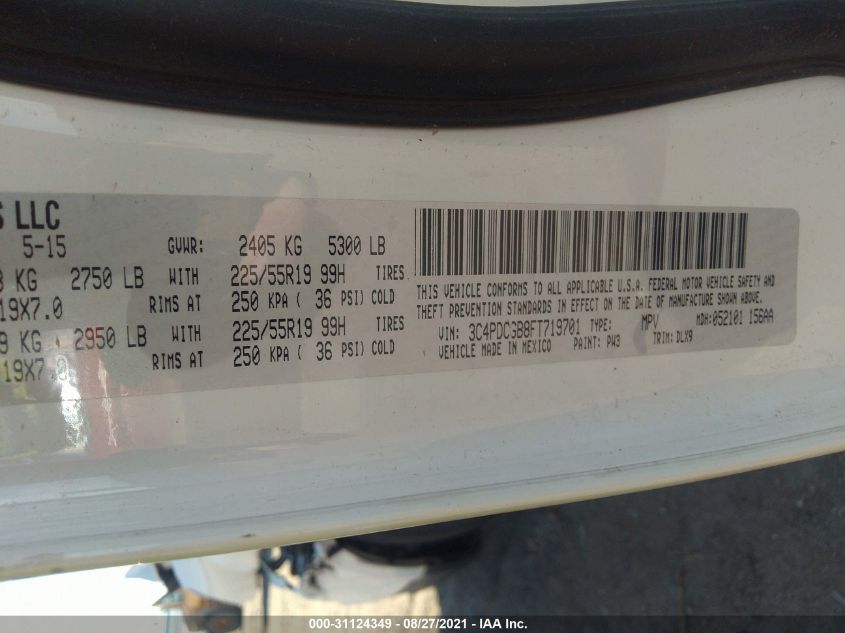 S LLC
5-15 GVWR: 2405 KG 5300 LB
KG 2750 LB WITH 225/55R19 99H TIRES
19X7.0 RIMS AT 250 KPA ( 36 PSI) COLD
9 KG 2950 LB WITH 225/55R19 99H TIRES
19X7.0 RIMS AT 250 KPA ( 36 PSI) COLD
THIS VEHICLE CONFORMS TO ALL APPLICABLE U.S.A. FEDERAL MOTOR VEHICLE SAFETY AND
THEFT PREVENTION STANDARDS IN EFFECT ON THE DATE OF MANUFACTURE SHOWN ABOVE.
VIN: 3C4PDCGB8FT719701 TYPE: MPV MDH:052101 156AA
VEHICLE MADE IN MEXICO PAINT: PW3 TRIM: DLX9
000-31124349 - 08/27/2021 - IAA Inc.